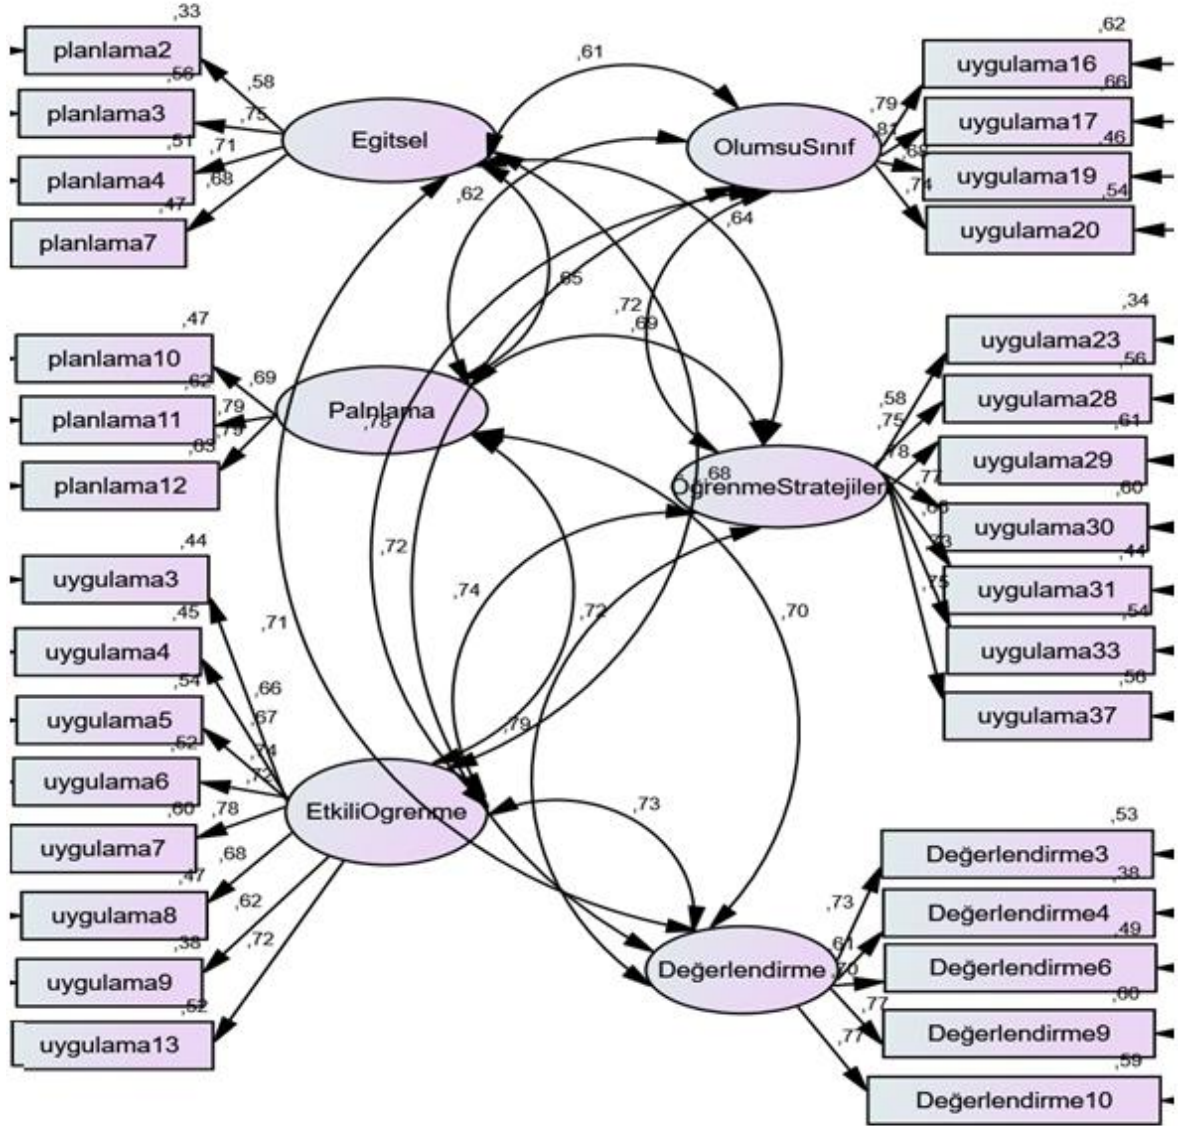 ,33
planlama2
,56
planlama3
,51
planlama4
,47
planlama7
,58
,75
,71
,68
Egitsel
,61
,62
OlumsuSınıf
,64
,65
,79
,81
,68
,74
,62
uygulama16
,66
uygulama17
,46
uygulama19
,54
uygulama20
,47
planlama10
,62
planlama11
,63
planlama12
,69
,79
,79
Palnlama
,78
,72
,69
ÖğrenmeStratejileri
,68
,58
,75
,78
,77
,73
,75
,34
uygulama23
,56
uygulama28
,61
uygulama29
,60
uygulama30
,44
uygulama31
,54
uygulama33
,56
uygulama37
,72
,74
,72
,71
,70
,79
,73
,44
uygulama3
,45
uygulama4
,54
uygulama5
,52
uygulama6
,60
uygulama7
,47
uygulama8
,38
uygulama9
,52
uygulama13
,66
,67
,74
,72
,78
,68
,62
,72
EtkiliOgrenme
Değerlendirme
,73
,61
,70
,77
,77
,53
Değerlendirme3
,38
Değerlendirme4
,49
Değerlendirme6
,60
Değerlendirme9
,59
Değerlendirme10